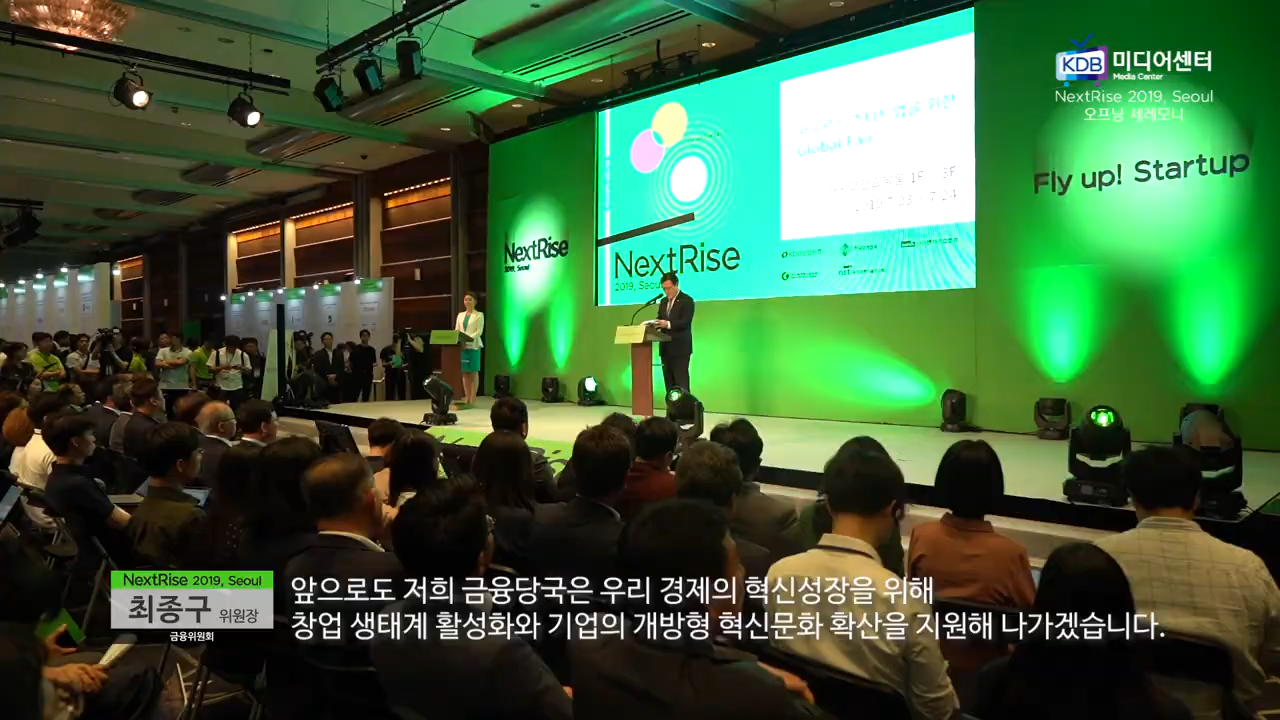 KDB 미디어센터
Media Center
NextRise 2019, Seoul
오프닝 세레모니
Fly up! Startup
NextRise
2019, Seoul
Global Fair
NextRise
2019, Seoul
NextRise 2019, Seoul
최종구 위원장
금융위원회
앞으로도 저희 금융당국은 우리 경제의 혁신성장을 위해
창업 생태계 활성화와 기업의 개방형 혁신문화 확산을 지원해 나가겠습니다.